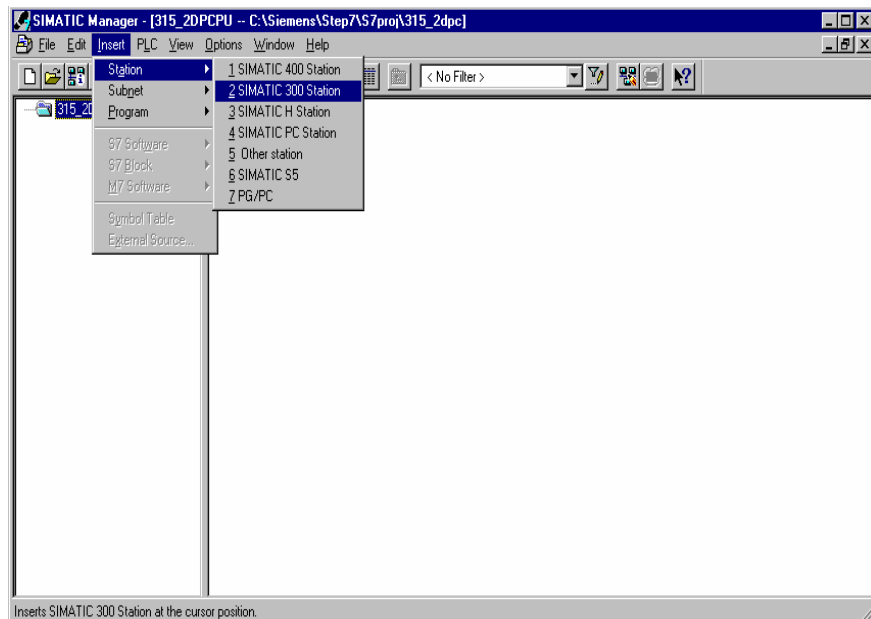 SIMATIC Manager - [315_2DPCPU -- C:\Siemens\Step7\S7proj\315_2dpc]
File Edit Insert PLC View Options Window Help
< No Filter >
315_2D
Station
Subnet
Program
S7 Software
S7 Block
M7 Software
Symbol Table
External Source...
1 SIMATIC 400 Station
2 SIMATIC 300 Station
3 SIMATIC H Station
4 SIMATIC PC Station
5 Other station
6 SIMATIC S5
7 PG/PC
Inserts SIMATIC 300 Station at the cursor position.